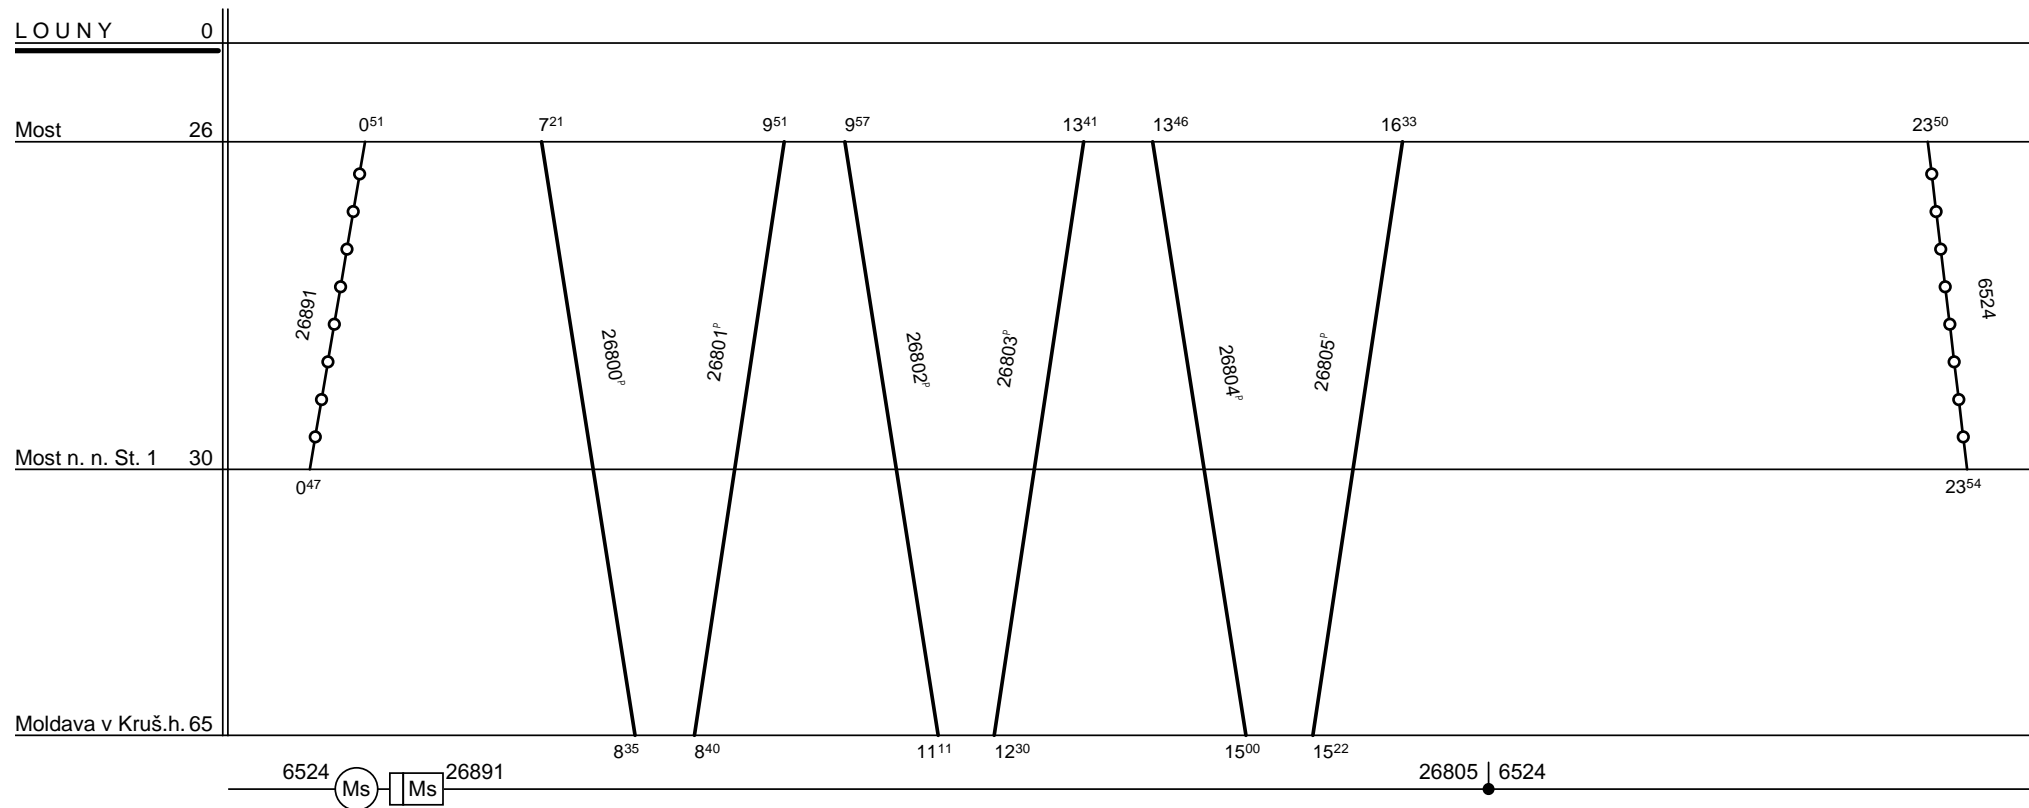 L O U N Y 0
Most 26 0⁵¹ 7²¹ 9⁵¹ 9⁵⁷ 13⁴¹ 13⁴⁶ 16³³ 23⁵⁰
26891 26800ᴾ 26801ᴾ 26802ᴾ 26803ᴾ 26804ᴾ 26805ᴾ 6524
Most n. n. St. 1 30
0⁴⁷ 23⁵⁴
Moldava v Kruš.h. 65
8³⁵ 8⁴⁰ 11¹¹ 12³⁰ 15⁰⁰ 15²²
6524 Ms Ms 26891 26805 6524